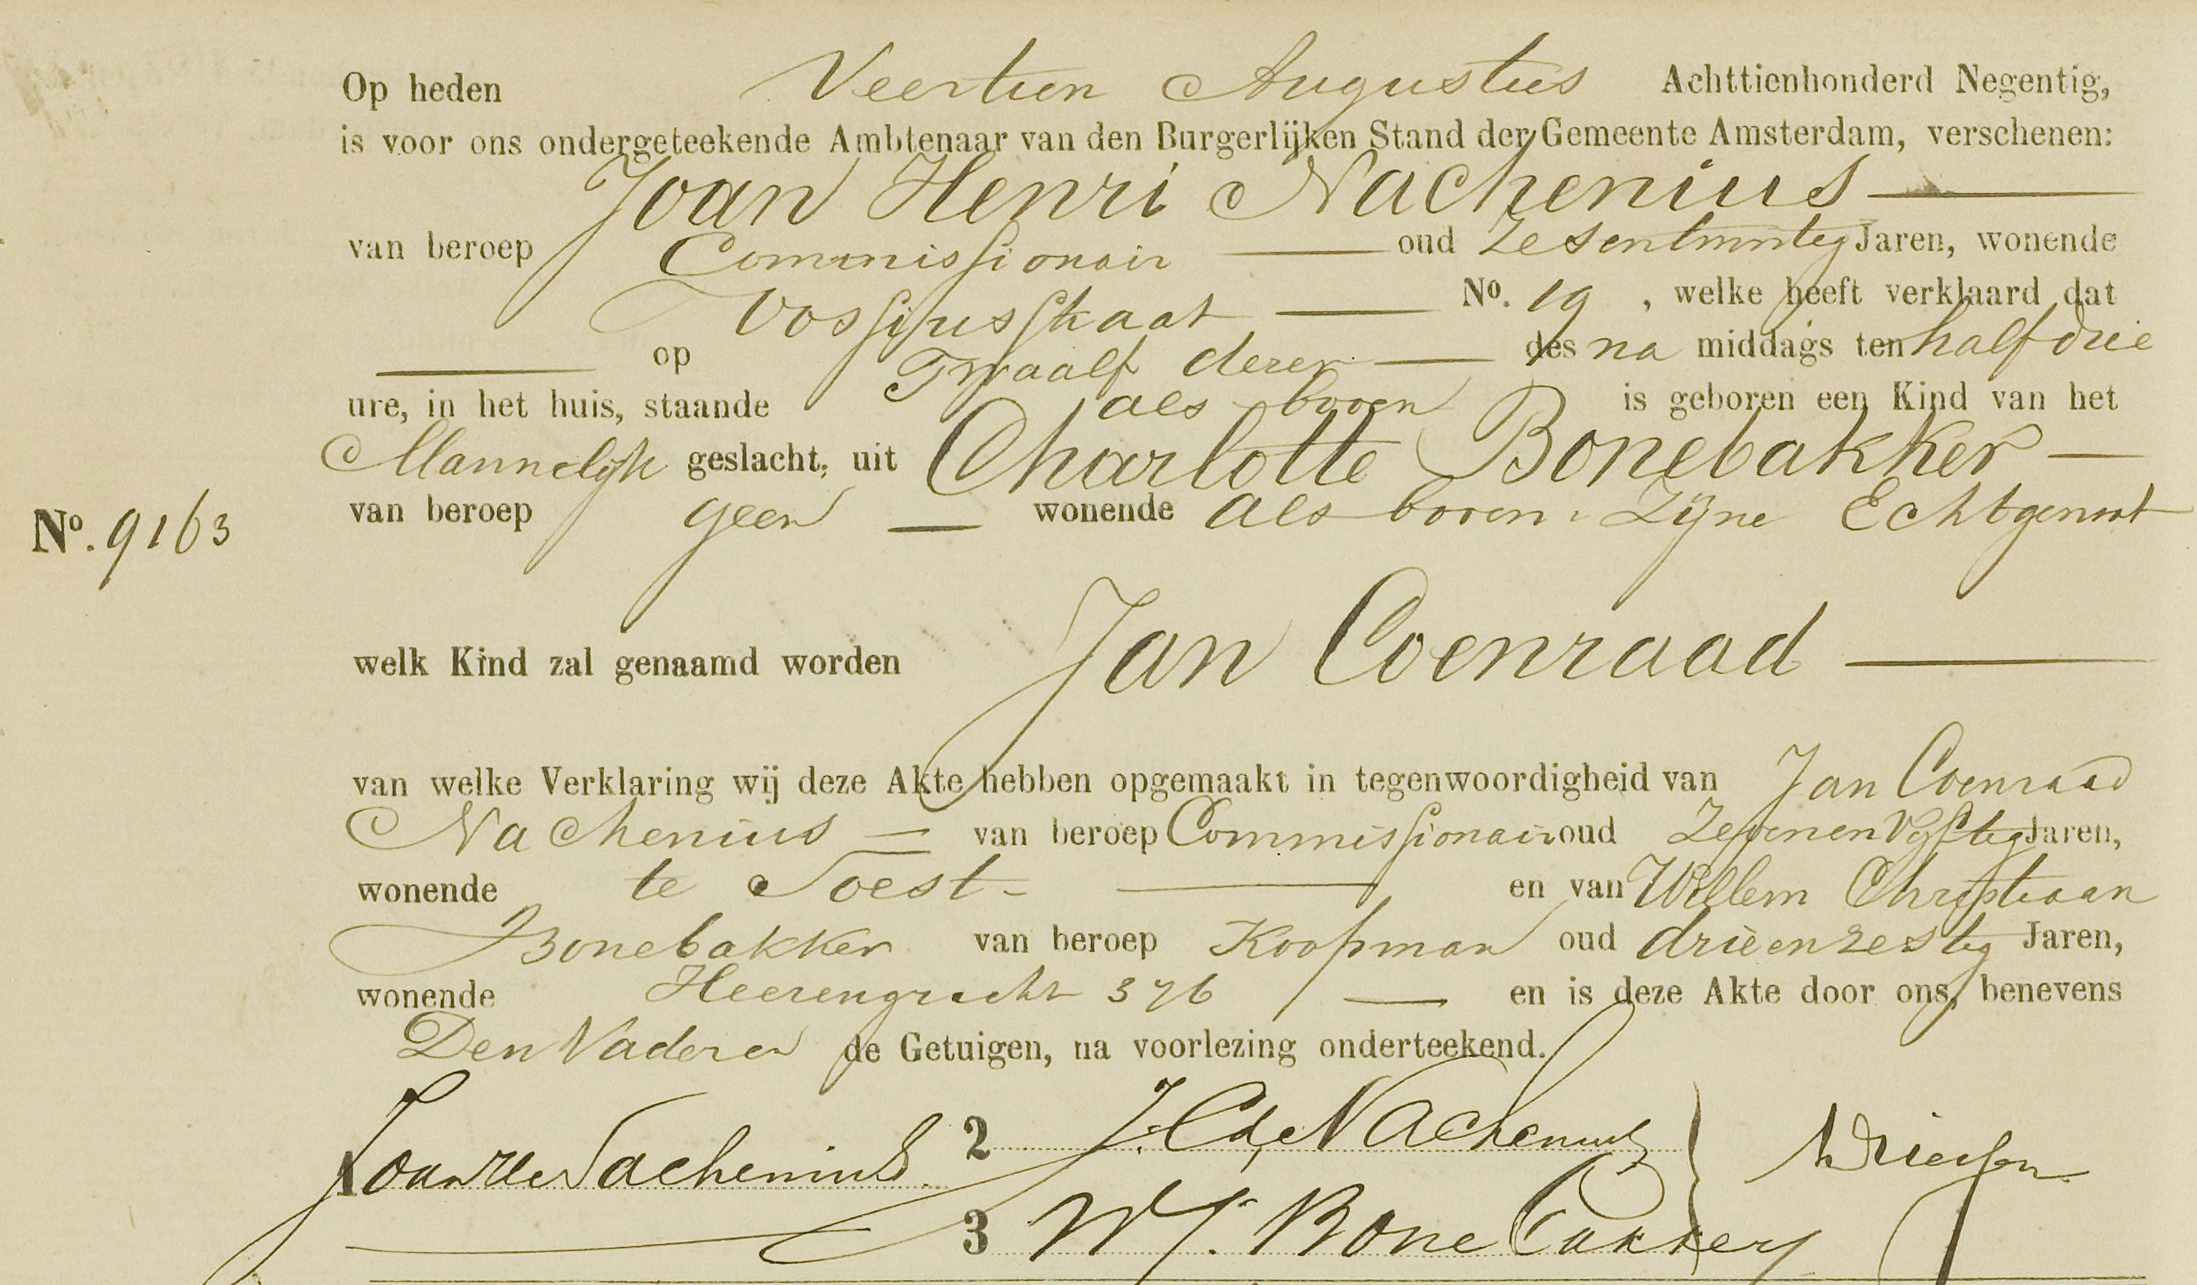 Op heden Veertien Augustus Achttienhonderd Negentig,
is voor ons ondergeteekende Ambtenaar van den Burgerlijken Stand der Gemeente Amsterdam, verschenen:
Joan Henri Nachenius
van beroep Commissionair oud Zesentwintig Jaren, wonende
Vossiusstraat No. 19, welke heeft verklaard dat
op Twaalf dezer des na middags ten half drie
ure, in het huis, staande als boven is geboren een Kind van het
Mannelijk geslacht, uit Charlotte Bonebakker
No. 9163
van beroep geen wonende als boven Zijne Echtgenoot
welk Kind zal genaamd worden Jan Coenraad
van welke Verklaring wij deze Akte hebben opgemaakt in tegenwoordigheid van Jan Coenraad
Nachenius van beroep Commissionair oud Zevenenvijftig Jaren,
wonende te Soest en van Willem Christiaan
Bonebakker van beroep Koopman oud drieenzestig Jaren,
wonende Heerengracht 376 en is deze Akte door ons, benevens
Den Vader en de Getuigen, na voorlezing onderteekend.
1 Nachenius.
2 J. C. Nachenius
3 Bonebakker